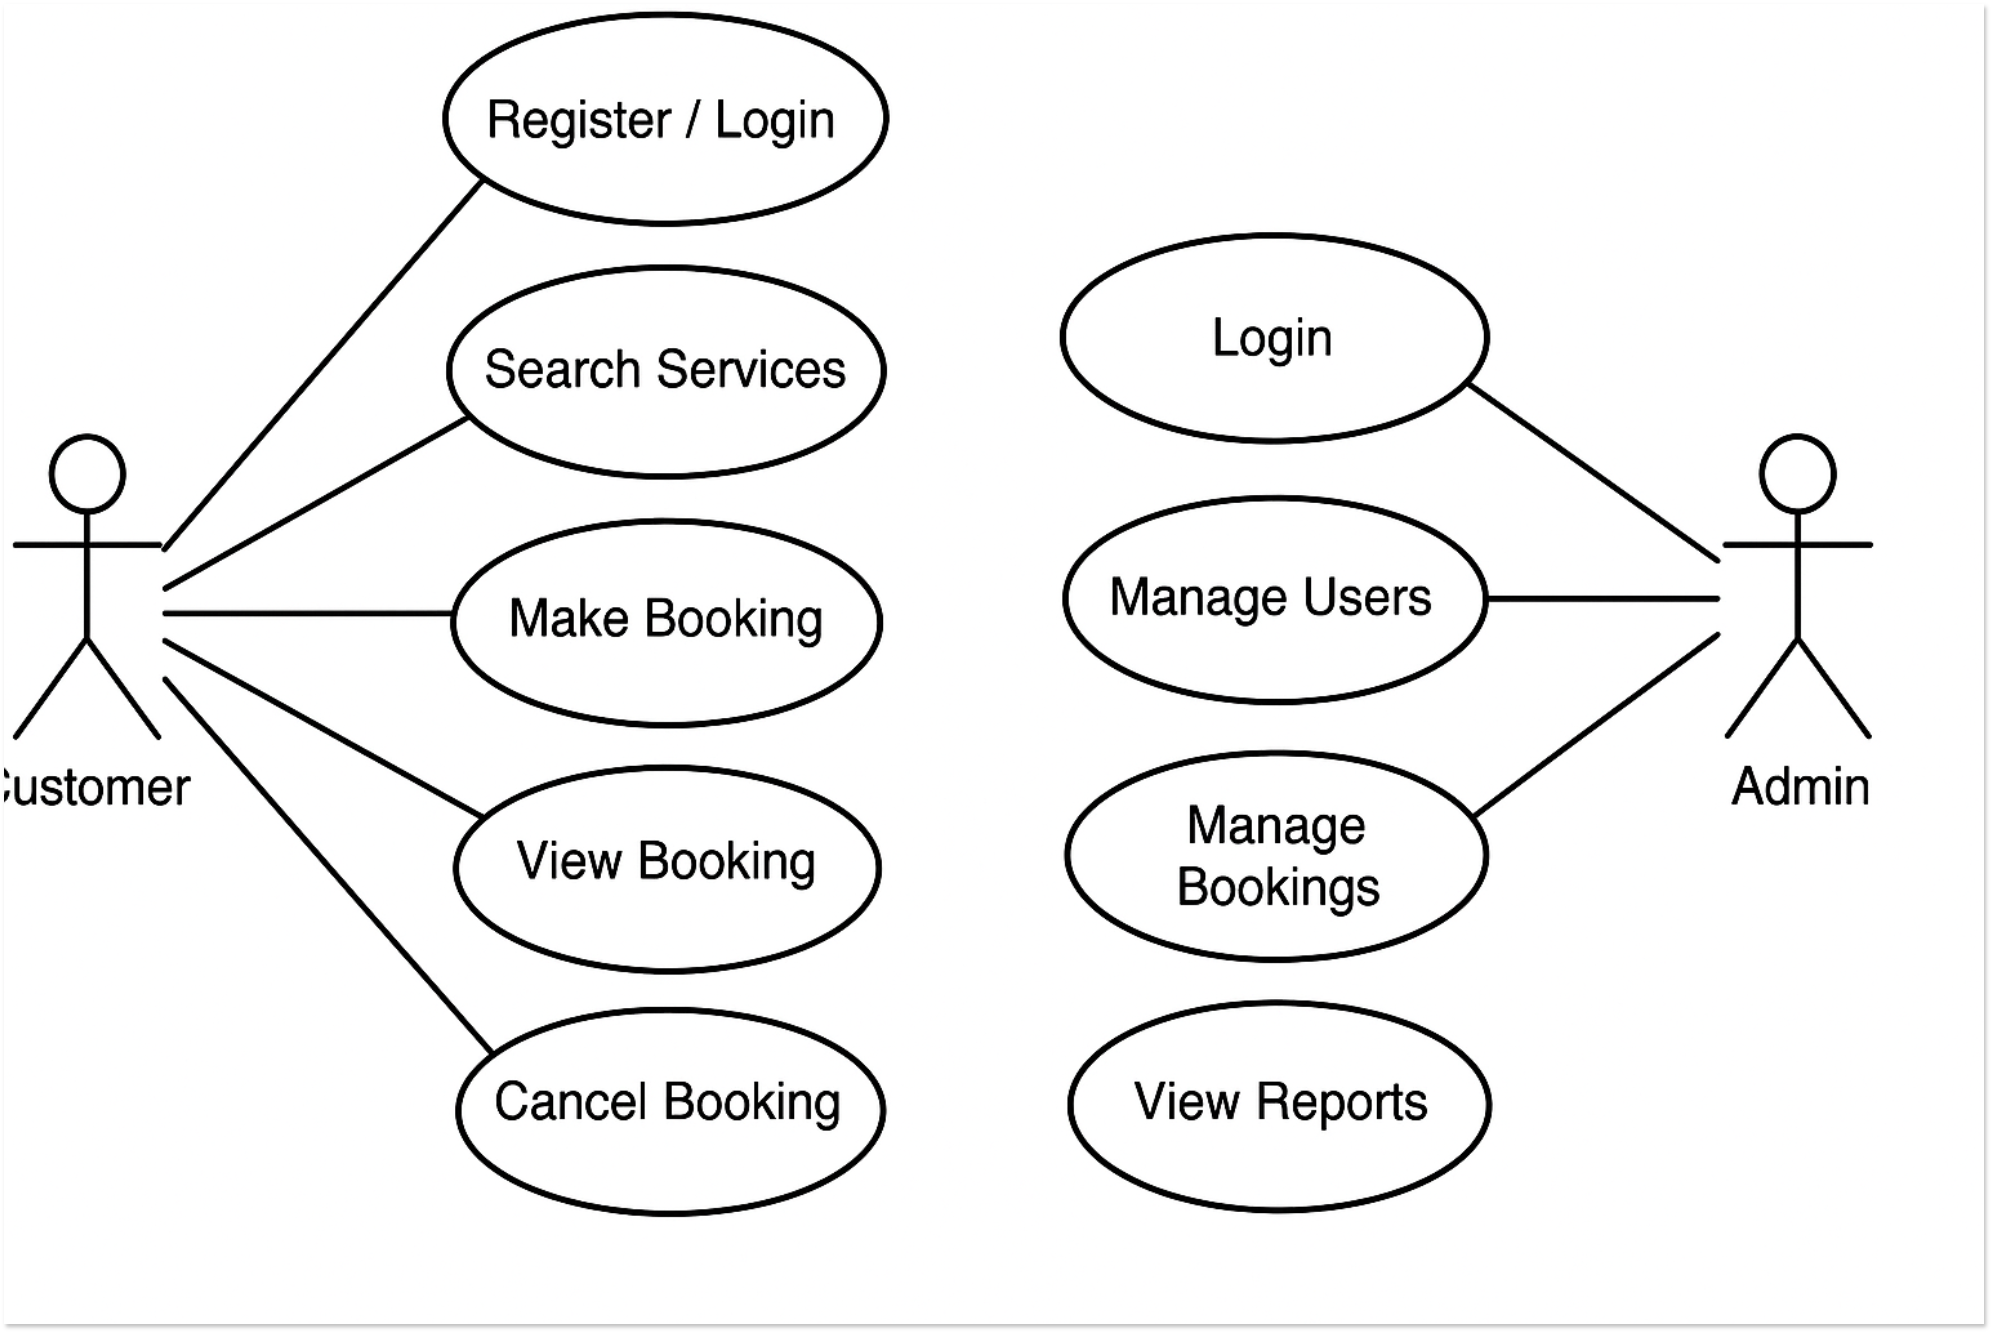 Register / Login
Search Services
Make Booking
View Booking
Cancel Booking
Customer
Login
Manage Users
Manage
Bookings
View Reports
Admin